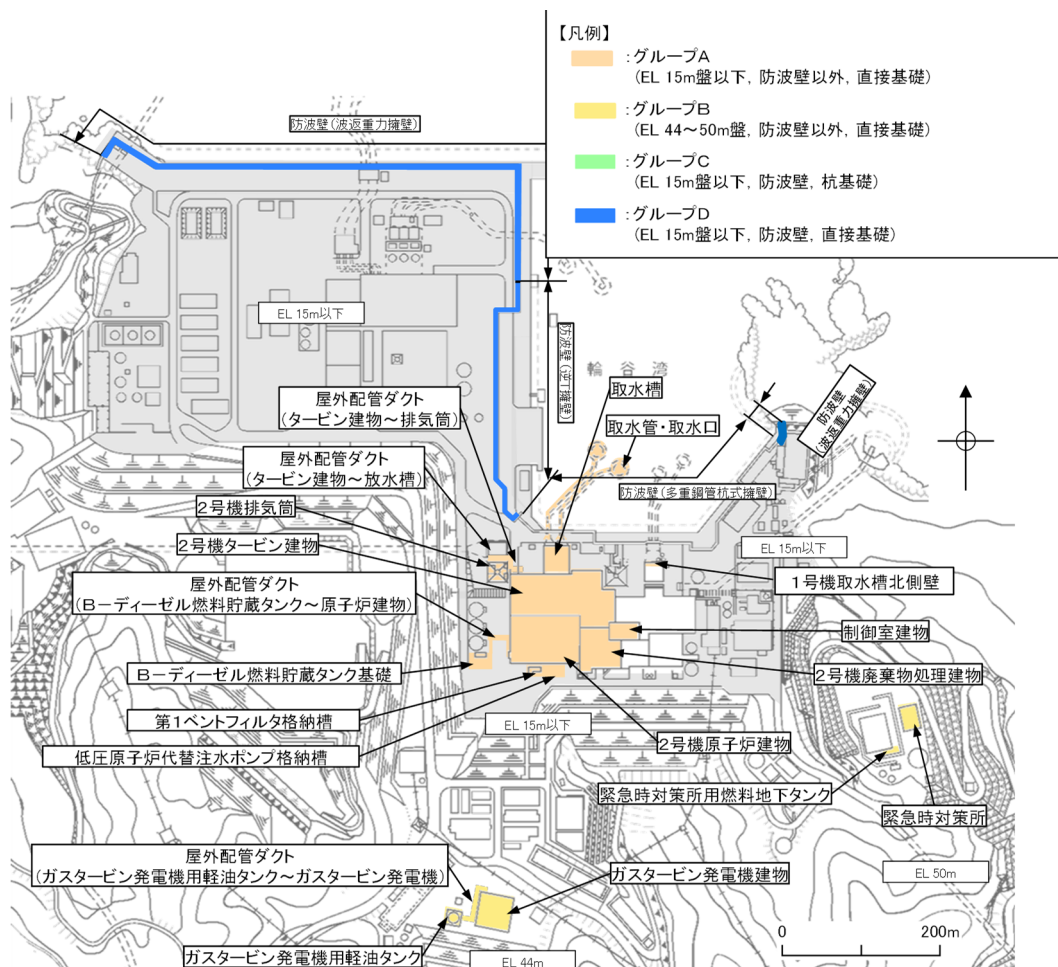 【凡例】
:グループA
(EL 15m盤以下, 防波壁以外, 直接基礎)
:グループB
(EL 44~50m盤, 防波壁以外, 直接基礎)
:グループC
(EL 15m盤以下, 防波壁, 杭基礎)
:グループD
(EL 15m盤以下, 防波壁, 直接基礎)
防波壁(波返重力擁壁)
EL 15m以下
防波壁(逆T擁壁)
輪谷湾
防波壁
(波返重力擁壁)
取水槽
屋外配管ダクト
(タービン建物~排気筒)
取水管・取水口
屋外配管ダクト
(タービン建物~放水槽)
防波壁(多重鋼管杭式擁壁)
2号機排気筒
2号機タービン建物
EL 15m以下
屋外配管ダクト
(B-ディーゼル燃料貯蔵タンク~原子炉建物)
1号機取水槽北側壁
制御室建物
B-ディーゼル燃料貯蔵タンク基礎
2号機廃棄物処理建物
第1ベントフィルタ格納槽
EL 15m以下
2号機原子炉建物
低圧原子炉代替注水ポンプ格納槽
緊急時対策所用燃料地下タンク
緊急時対策所
屋外配管ダクト
(ガスタービン発電機用軽油タンク~ガスタービン発電機)
ガスタービン発電機建物
EL 50m
ガスタービン発電機用軽油タンク
EL 44m
0 200m